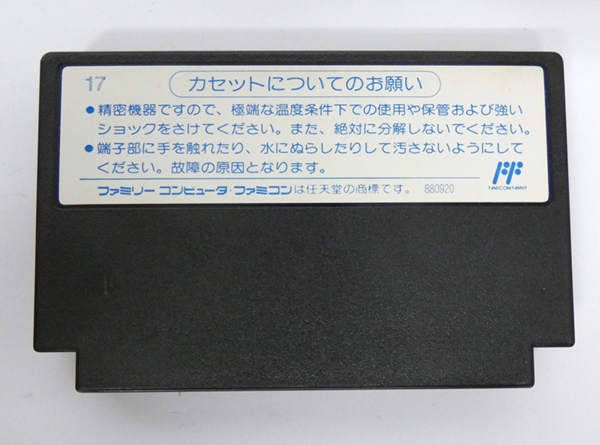 17
カセットについてのお願い
●精密機器ですので、極端な温度条件下での使用や保管および強い
ショックをさけてください。また、絶対に分解しないでください。
●端子部に手を触れたり、水にぬらしたりして汚さないようにして
ください。故障の原因となります。
ファミリー コンピュータ・ファミコンは任天堂の商標です。 880920
FF
FAMICOM FAMILY